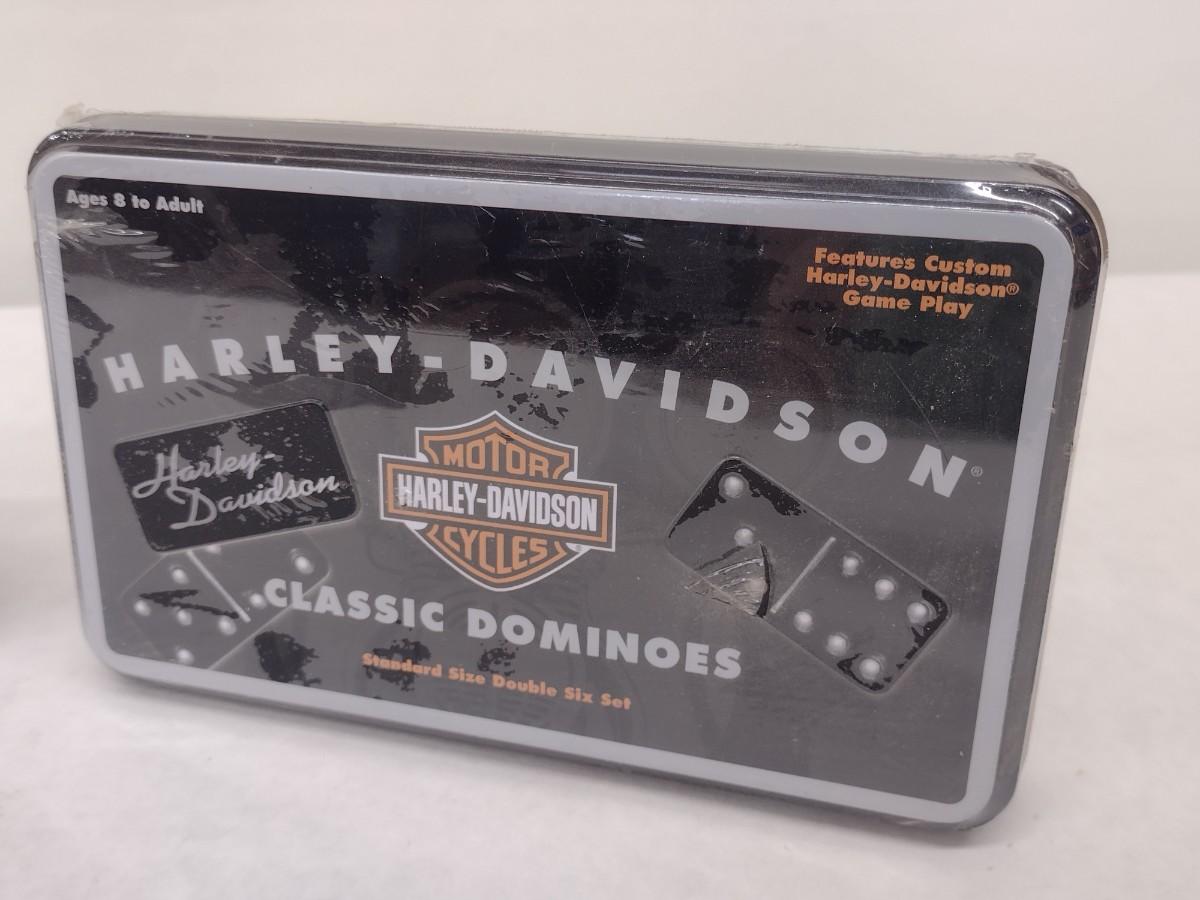 Ages 8 to Adult
Features Custom
Harley-Davidson®
Game Play
HARLEY-DAVIDSON®
Harley-
Davidson
MOTOR
HARLEY-DAVIDSON
CYCLES®
CLASSIC DOMINOES
Standard Size Double Six Set